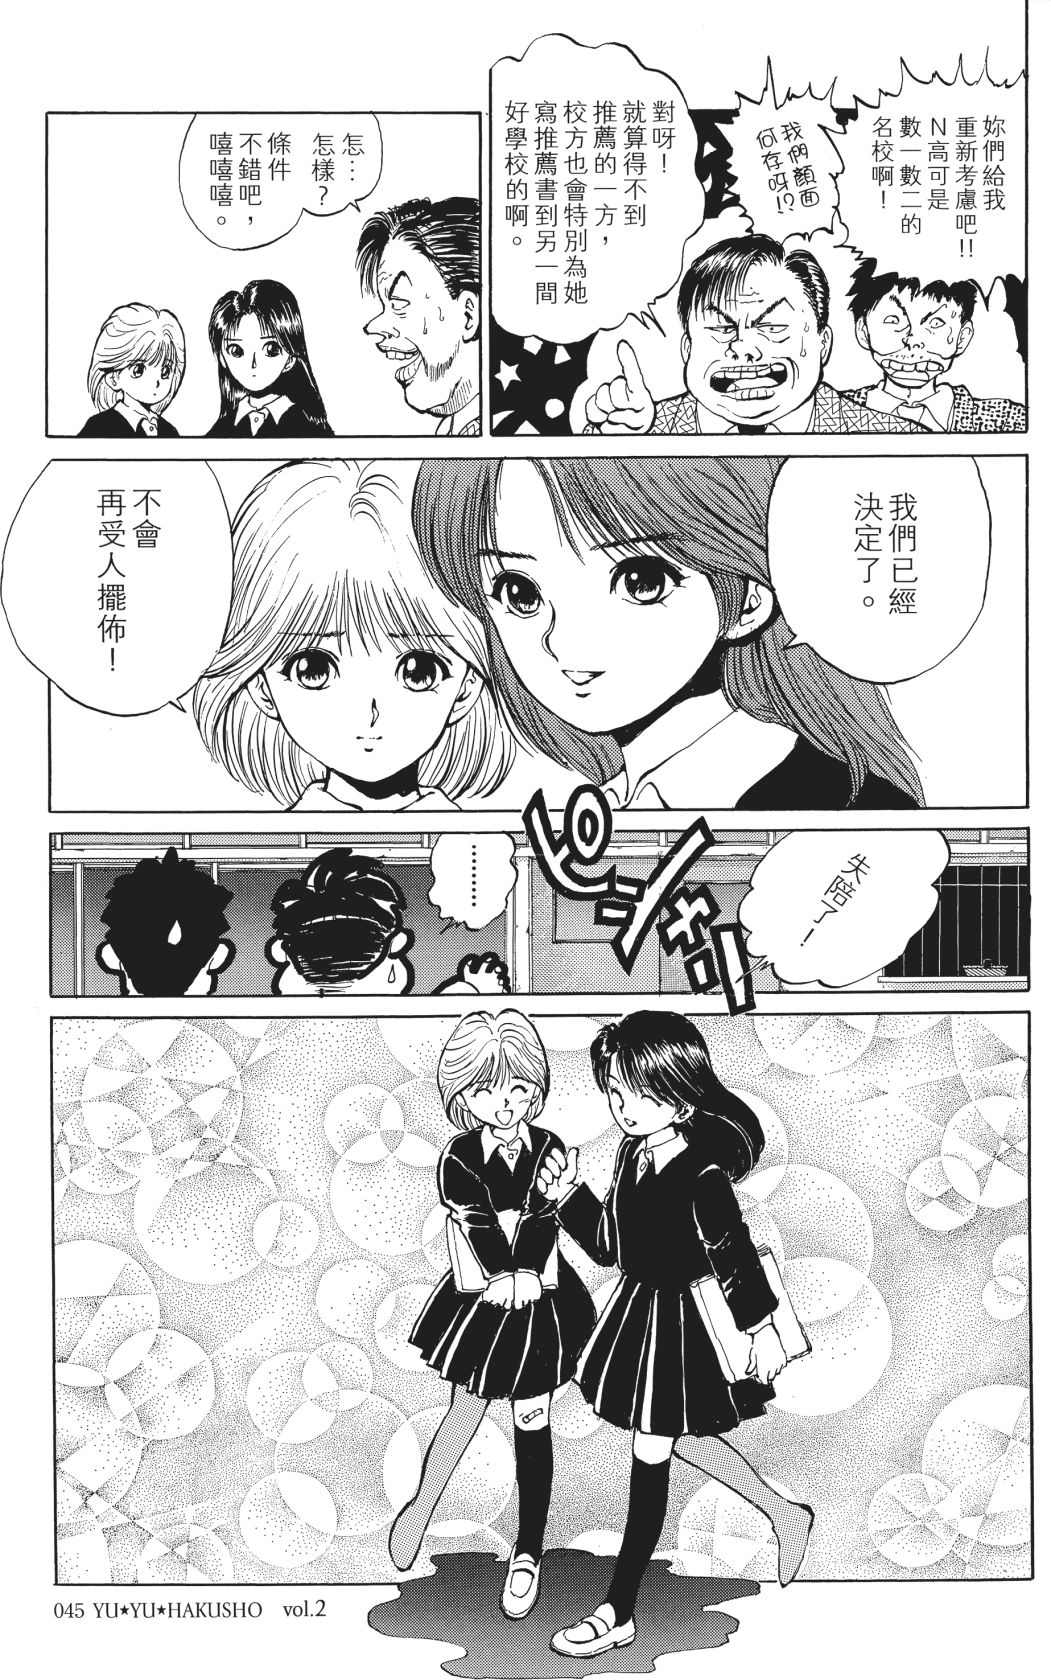 妳們給我
重新考慮吧!!
N高可是
數一數二的
名校啊！
我們顏面
何存呀!?
對呀！
就算得不到
推薦的一方，
校方也會特別為她
寫推薦書到另一間
好學校的啊。
怎…
怎樣？
條件
不錯吧，
嘻嘻嘻。
我們已經
決定了。
不會
再受人擺佈！
失陪了！
ピシャリ
………
045 YU★YU★HAKUSHO vol.2